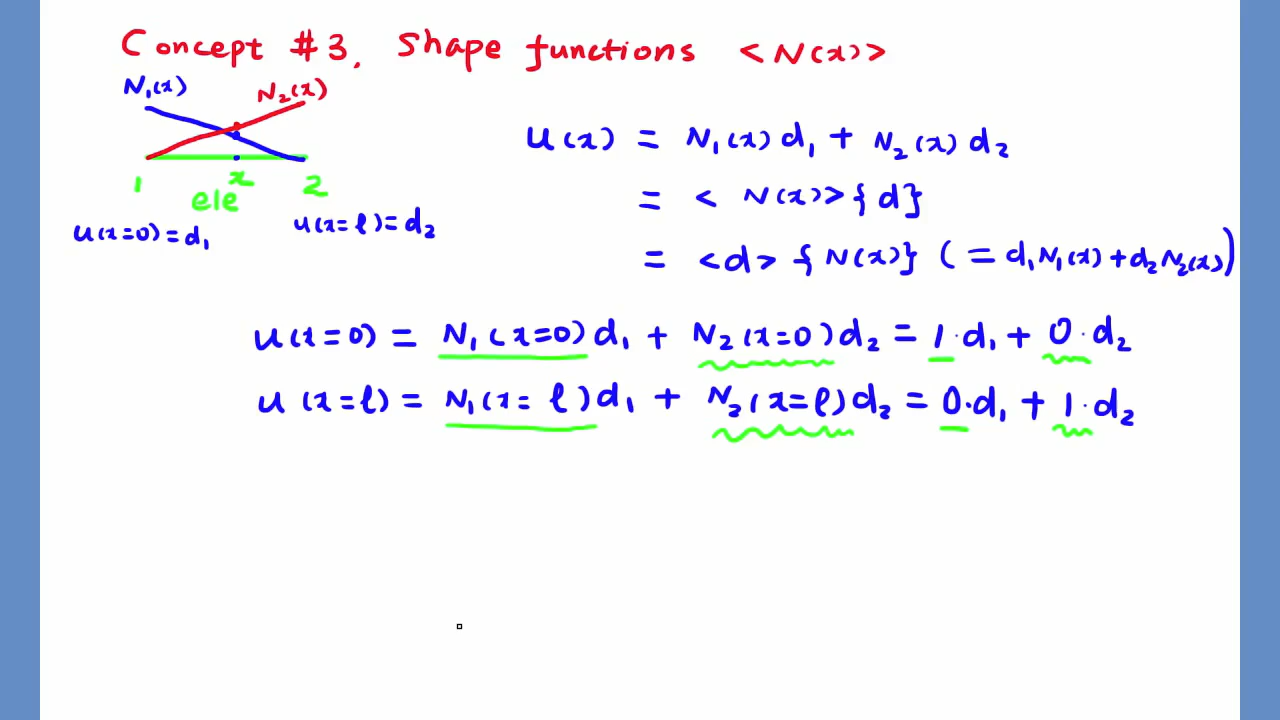 Concept #3. Shape functions <N(x)>
N₁(x)
N₂(x)
1 ele x 2
u(x=0)=d₁
u(x=l)=d₂
u(x) = N₁(x)d₁ + N₂(x)d₂
= < N(x)>{d}
= <d> {N(x)} (=d₁N₁(x)+d₂N₂(x))
u(x=0) = N₁(x=0)d₁ + N₂(x=0)d₂ = 1·d₁ + 0·d₂
u(x=l) = N₁(x=l)d₁ + N₂(x=l)d₂ = 0·d₁ + 1·d₂